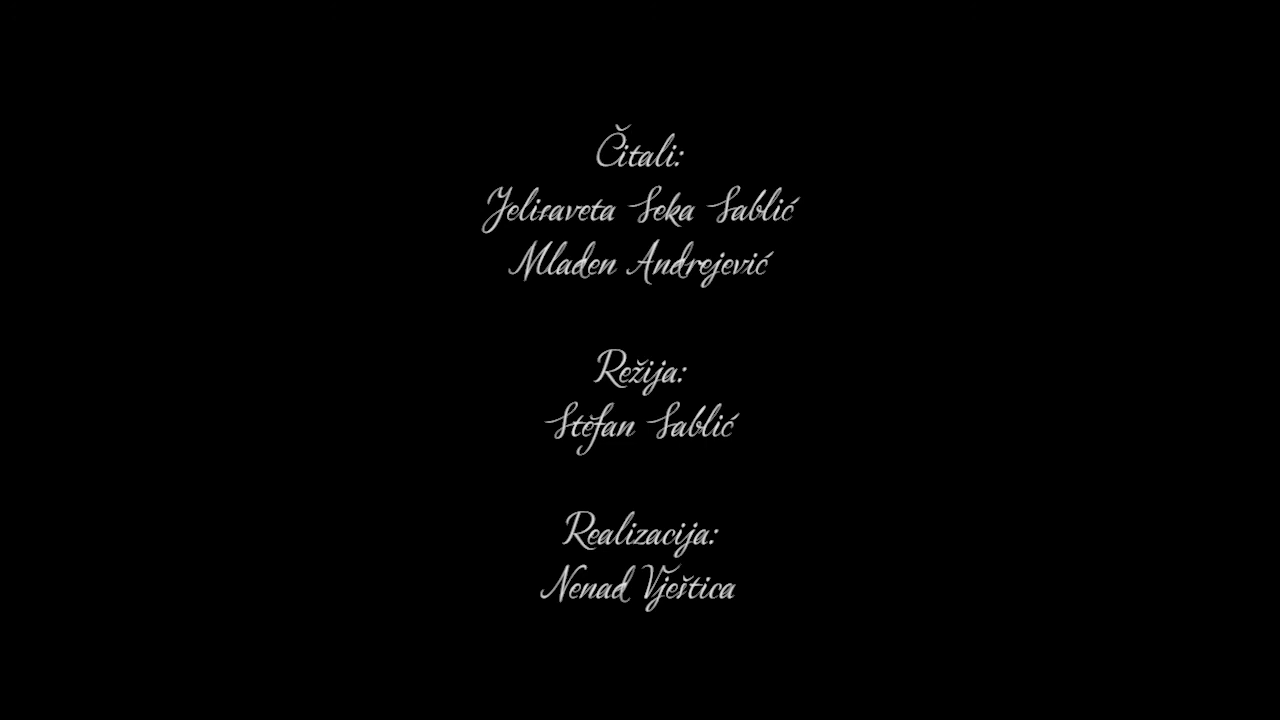 Čitali:
Jelisaveta Seka Sablić
Mladen Andrejević
Režija:
Stefan Sablić
Realizacija:
Nenad Vještica